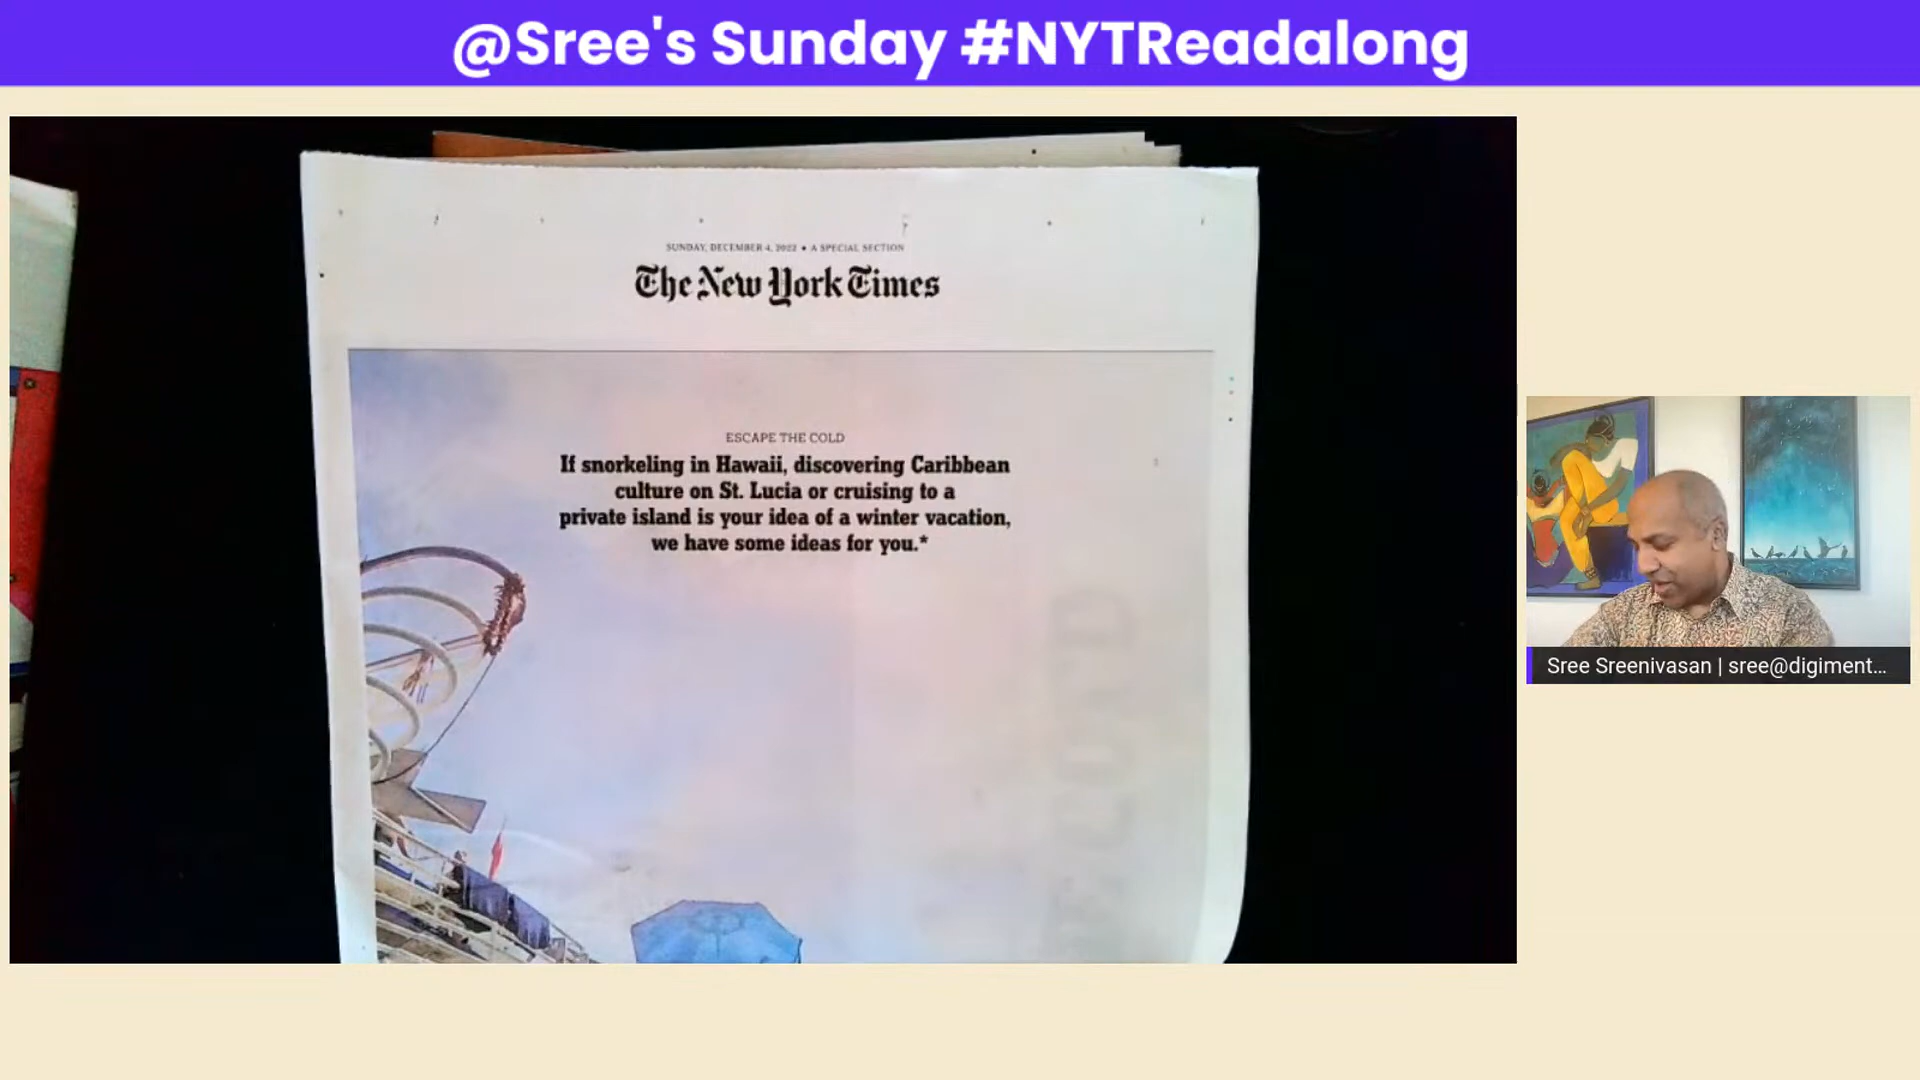 @Sree's Sunday #NYTReadalong
SUNDAY, DECEMBER 4, 2022 • A SPECIAL SECTION
The New York Times
ESCAPE THE COLD
If snorkeling in Hawaii, discovering Caribbean
culture on St. Lucia or cruising to a
private island is your idea of a winter vacation,
we have some ideas for you.*
Sree Sreenivasan | sree@digiment...